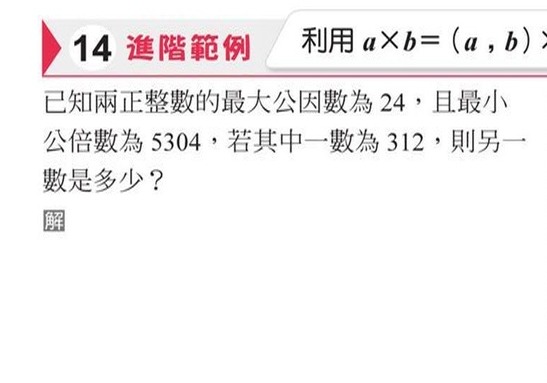 14 進階範例 利用 a×b=(a,b)×
已知兩正整數的最大公因數為 24,且最小
公倍數為 5304,若其中一數為 312,則另一
數是多少?
解